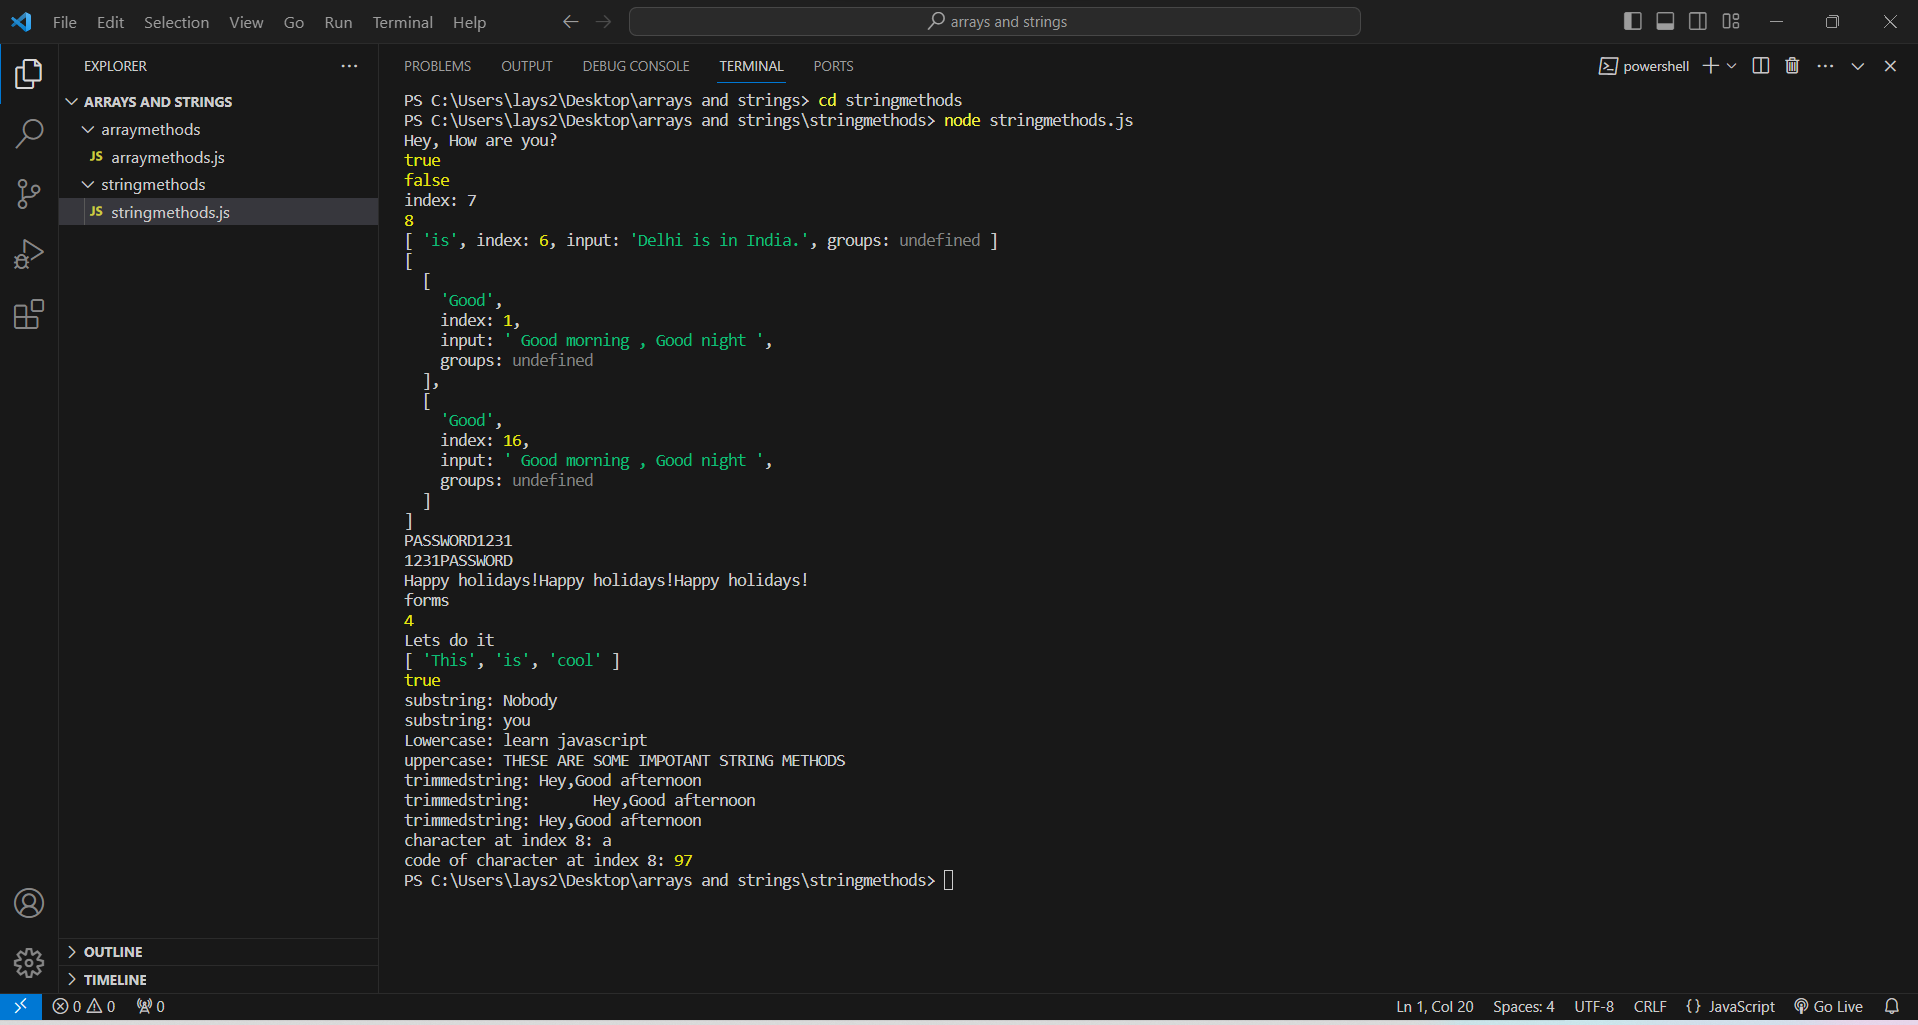 File Edit Selection View Go Run Terminal Help
arrays and strings
EXPLORER
ARRAYS AND STRINGS
arraymethods
JS arraymethods.js
stringmethods
JS stringmethods.js
OUTLINE
TIMELINE
PROBLEMS OUTPUT DEBUG CONSOLE TERMINAL PORTS
powershell
PS C:\Users\lays2\Desktop\arrays and strings> cd stringmethods
PS C:\Users\lays2\Desktop\arrays and strings\stringmethods> node stringmethods.js
Hey, How are you?
true
false
index: 7
8
[ 'is', index: 6, input: 'Delhi is in India.', groups: undefined ]
[
  [
    'Good',
    index: 1,
    input: ' Good morning , Good night ',
    groups: undefined
  ],
  [
    'Good',
    index: 16,
    input: ' Good morning , Good night ',
    groups: undefined
  ]
]
PASSWORD1231
1231PASSWORD
Happy holidays!Happy holidays!Happy holidays!
forms
4
Lets do it
[ 'This', 'is', 'cool' ]
true
substring: Nobody
substring: you
Lowercase: learn javascript
uppercase: THESE ARE SOME IMPOTANT STRING METHODS
trimmedstring: Hey,Good afternoon
trimmedstring:       Hey,Good afternoon
trimmedstring: Hey,Good afternoon
character at index 8: a
code of character at index 8: 97
PS C:\Users\lays2\Desktop\arrays and strings\stringmethods>
0 0 0 Ln 1, Col 20 Spaces: 4 UTF-8 CRLF {} JavaScript Go Live